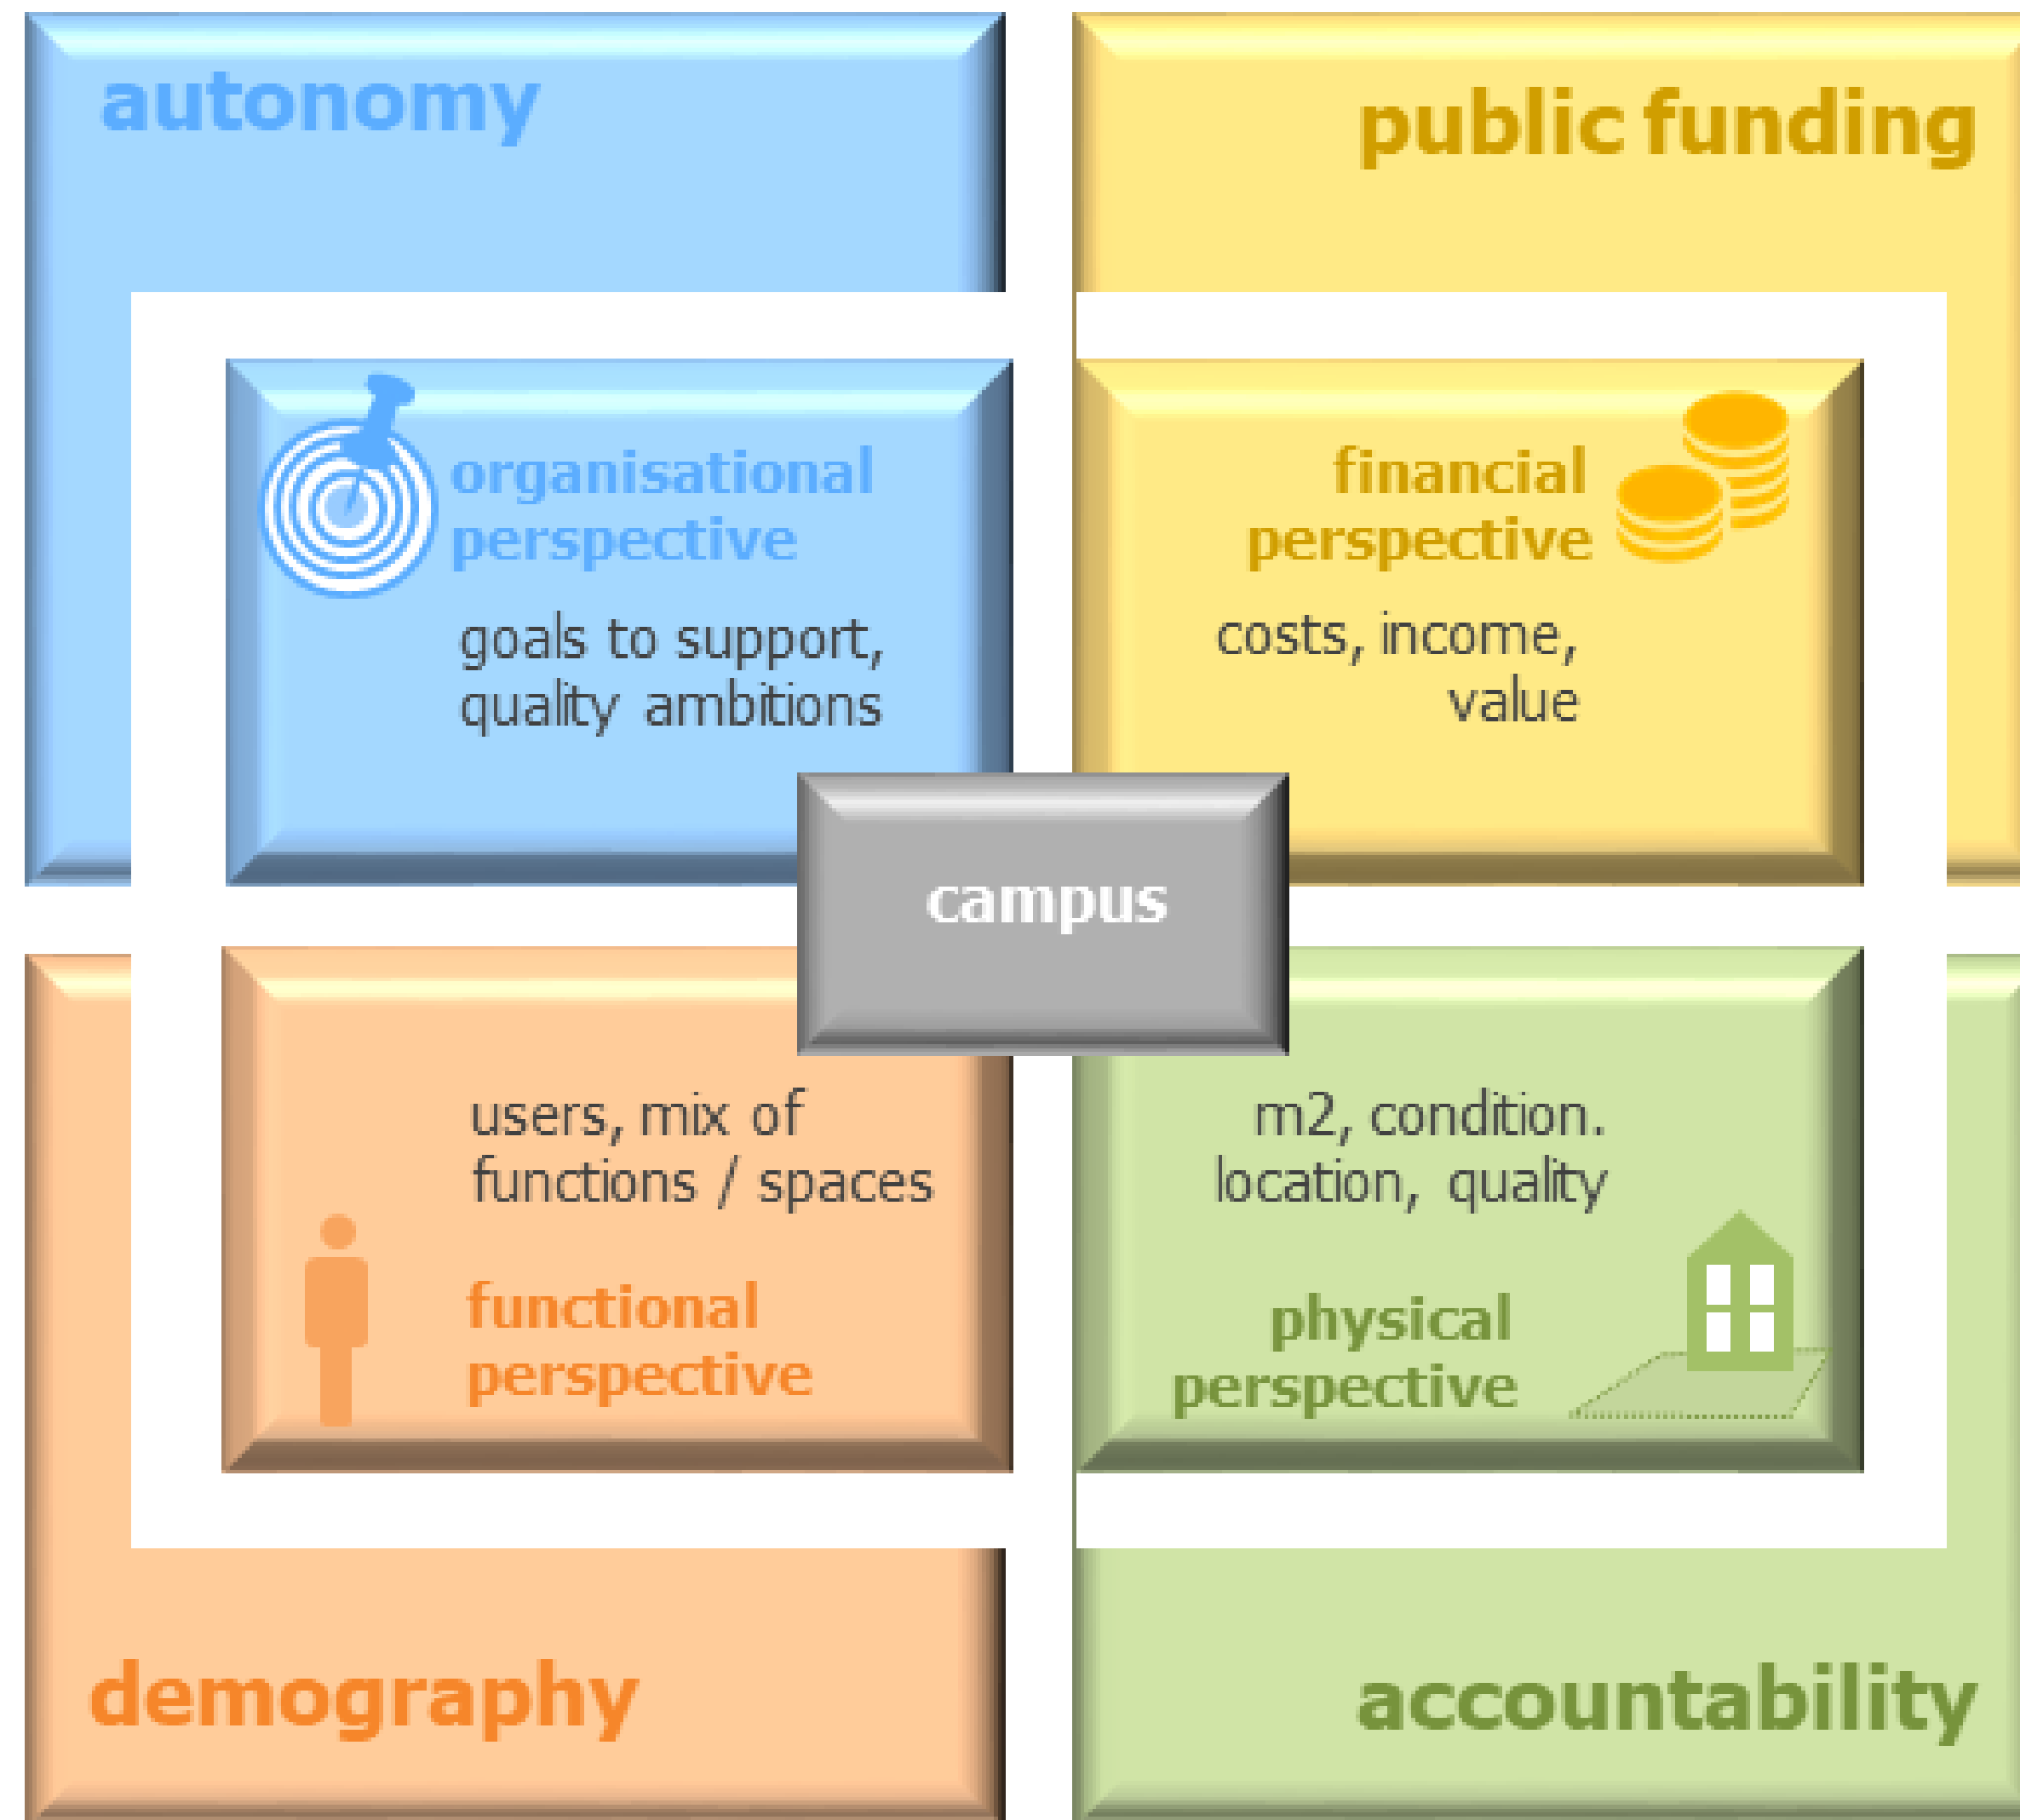 autonomy
public funding
organisational
perspective
goals to support,
quality ambitions
financial
perspective
costs, income,
value
campus
users, mix of
functions / spaces
functional
perspective
m2, condition.
location, quality
physical
perspective
demography
accountability